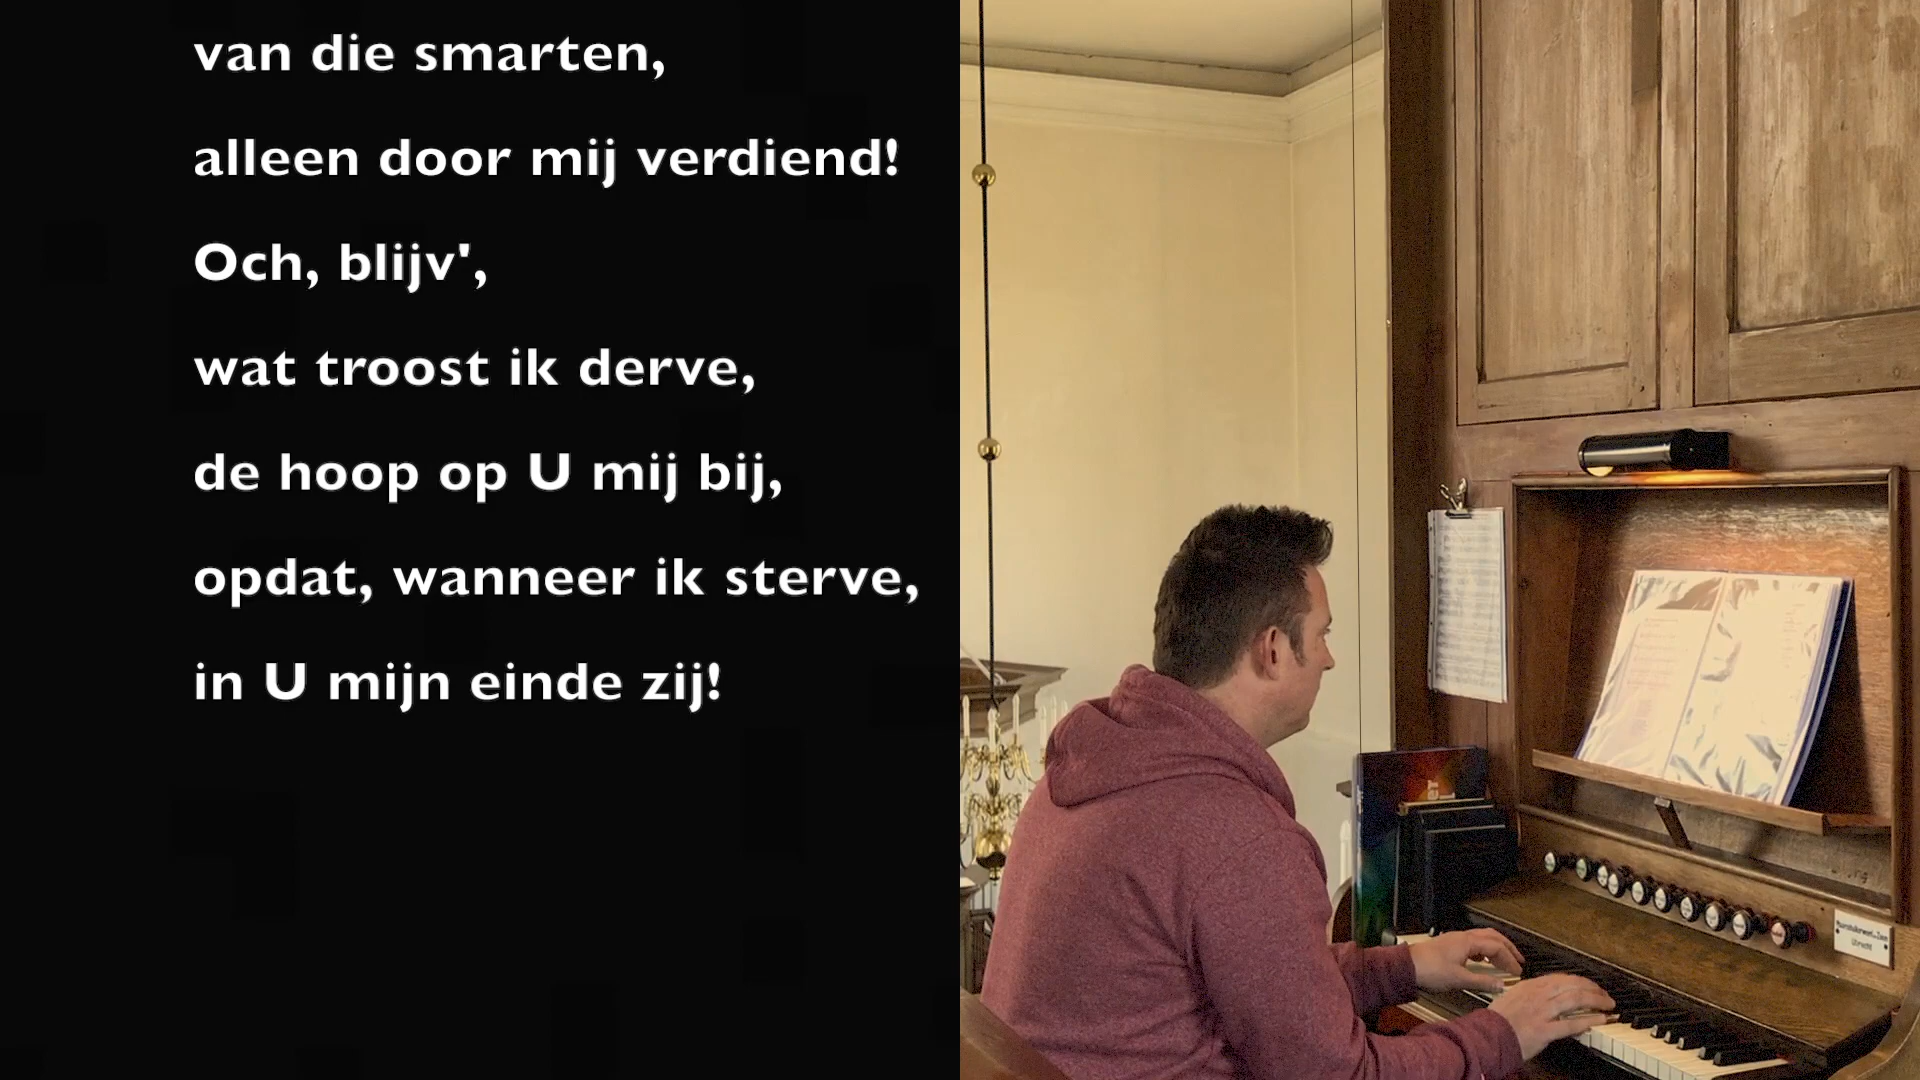 van die smarten,
alleen door mij verdiend!
Och, blijv',
wat troost ik derve,
de hoop op U mij bij,
opdat, wanneer ik sterve,
in U mijn einde zij!
Utrecht